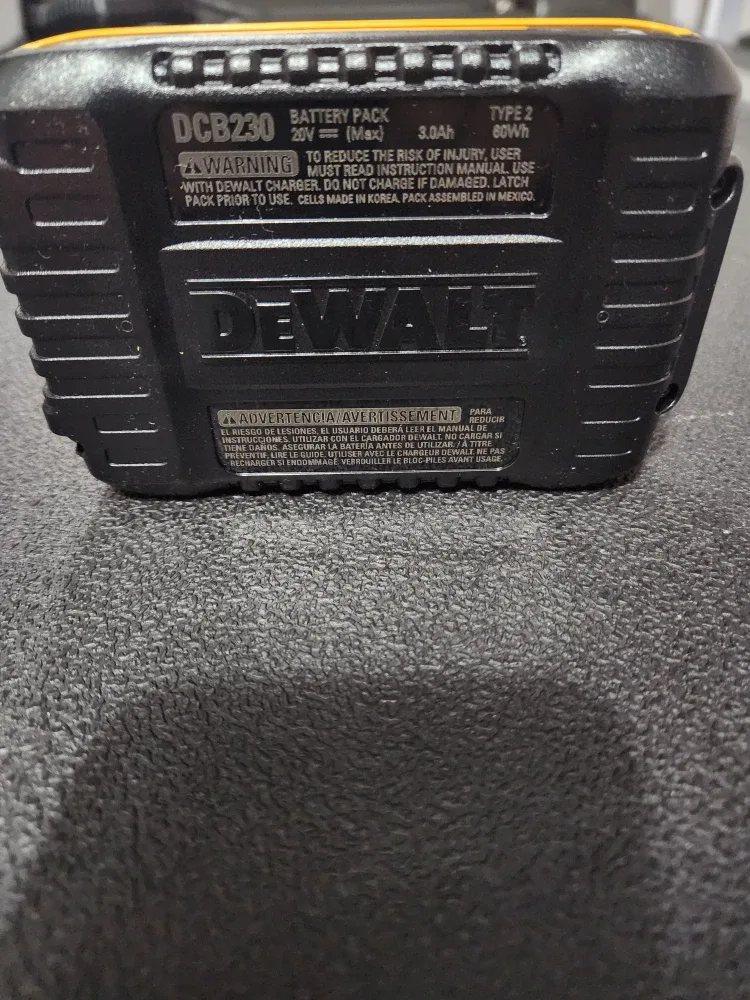 DCB230 BATTERY PACK TYPE 2
20V ⎓ (Max) 3.0Ah 60Wh
⚠WARNING TO REDUCE THE RISK OF INJURY, USER
MUST READ INSTRUCTION MANUAL. USE
WITH DEWALT CHARGER. DO NOT CHARGE IF DAMAGED. LATCH
PACK PRIOR TO USE. CELLS MADE IN KOREA. PACK ASSEMBLED IN MEXICO.
DEWALT
⚠ADVERTENCIA/AVERTISSEMENT PARA
REDUCIR
EL RIESGO DE LESIONES, EL USUARIO DEBERÁ LEER EL MANUAL DE
INSTRUCCIONES. UTILIZAR CON EL CARGADOR DEWALT. NO CARGAR SI
TIENE DAÑOS. ASEGURAR LA BATERÍA ANTES DE UTILIZAR. / À TITRE
PRÉVENTIF, LIRE LE GUIDE. UTILISER AVEC LE CHARGEUR DEWALT. NE PAS
RECHARGER SI ENDOMMAGÉ. VERROUILLER LE BLOC-PILES AVANT USAGE.